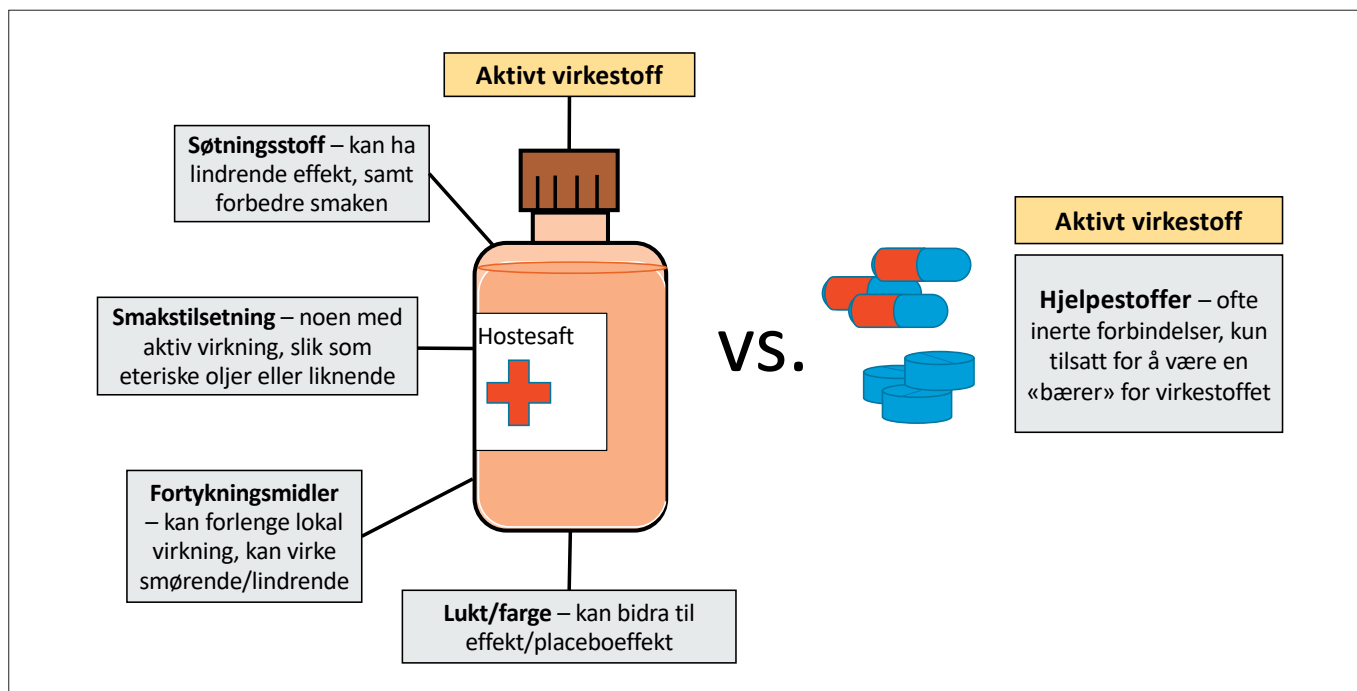 Aktivt virkestoff
Søtningsstoff – kan ha
lindrende effekt, samt
forbedre smaken
Smakstilsetning – noen med
aktiv virkning, slik som
eteriske oljer eller liknende
Fortykningsmidler
– kan forlenge lokal
virkning, kan virke
smørende/lindrende
Lukt/farge – kan bidra til
effekt/placeboeffekt
Hostesaft
vs.
Aktivt virkestoff
Hjelpestoffer – ofte
inerte forbindelser, kun
tilsatt for å være en
«bærer» for virkestoffet